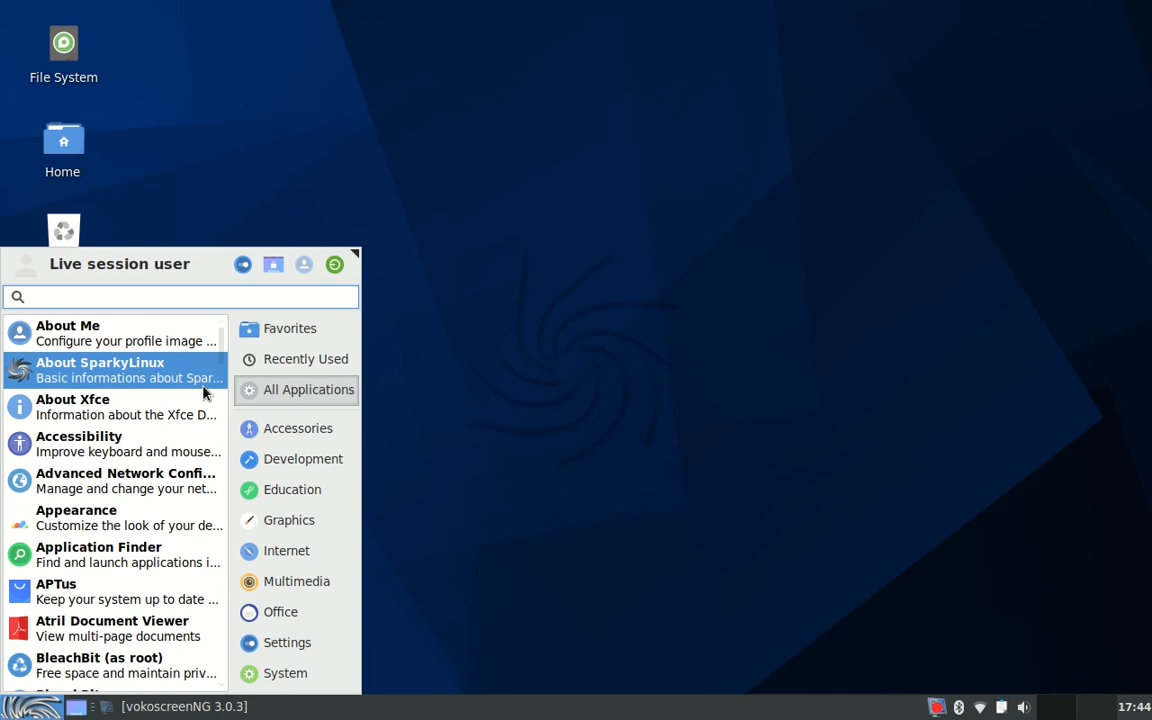 File System
Home
Live session user
About Me
Configure your profile image ...
About SparkyLinux
Basic informations about Spar...
About Xfce
Information about the Xfce D...
Accessibility
Improve keyboard and mouse...
Advanced Network Confi...
Manage and change your net...
Appearance
Customize the look of your de...
Application Finder
Find and launch applications i...
APTus
Keep your system up to date ...
Atril Document Viewer
View multi-page documents
BleachBit (as root)
Free space and maintain priv...
Favorites
Recently Used
All Applications
Accessories
Development
Education
Graphics
Internet
Multimedia
Office
Settings
System
[vokoscreenNG 3.0.3]
17:44